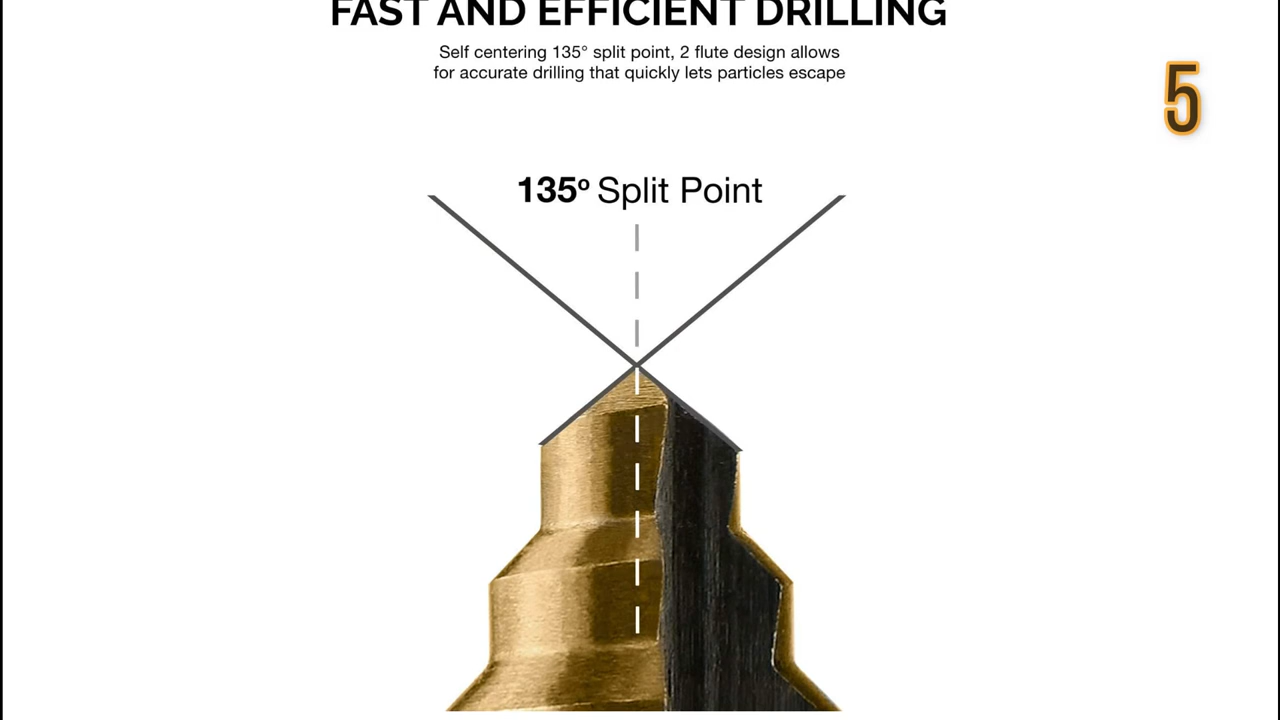 FAST AND EFFICIENT DRILLING
Self centering 135° split point, 2 flute design allows
for accurate drilling that quickly lets particles escape
5
135º Split Point